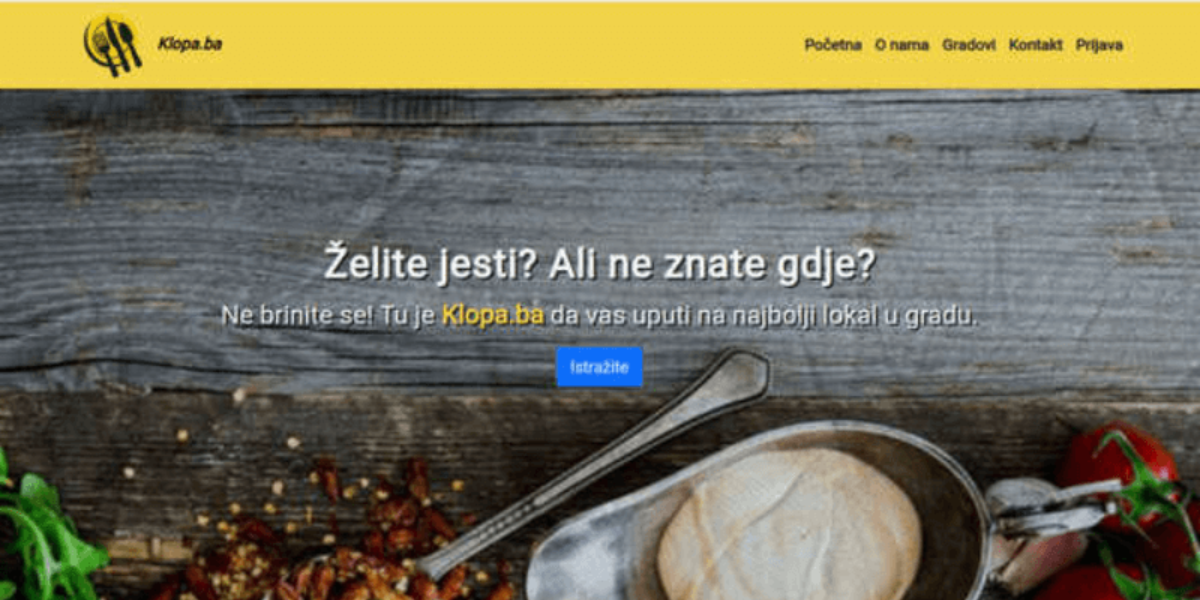 Klopa.ba
Početna O nama Gradovi Kontakt Prijava
Želite jesti? Ali ne znate gdje?
Ne brinite se! Tu je Klopa.ba da vas uputi na najbolji lokal u gradu.
Istražite